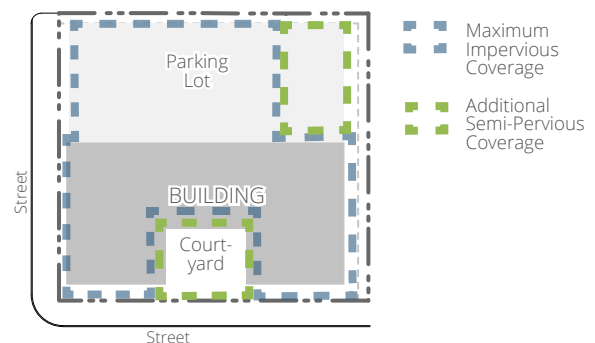 Parking
Lot
BUILDING
Court-
yard
Street
Street
Maximum
Impervious
Coverage
Additional
Semi-Pervious
Coverage